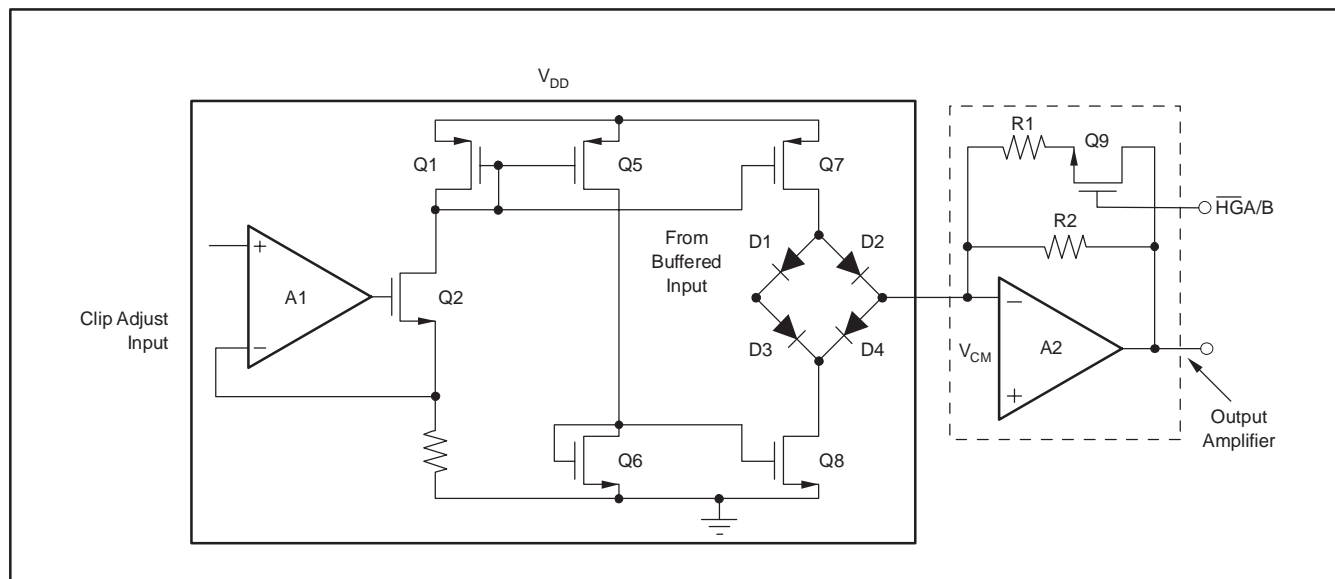 V_DD
Q1
Q5
Q7
R1
Q9
H̅G̅A/B
R2
From
Buffered
Input
D1
D2
+
A1
Q2
−
Clip Adjust
Input
D3
D4
−
V_CM
A2
+
Output
Amplifier
Q6
Q8